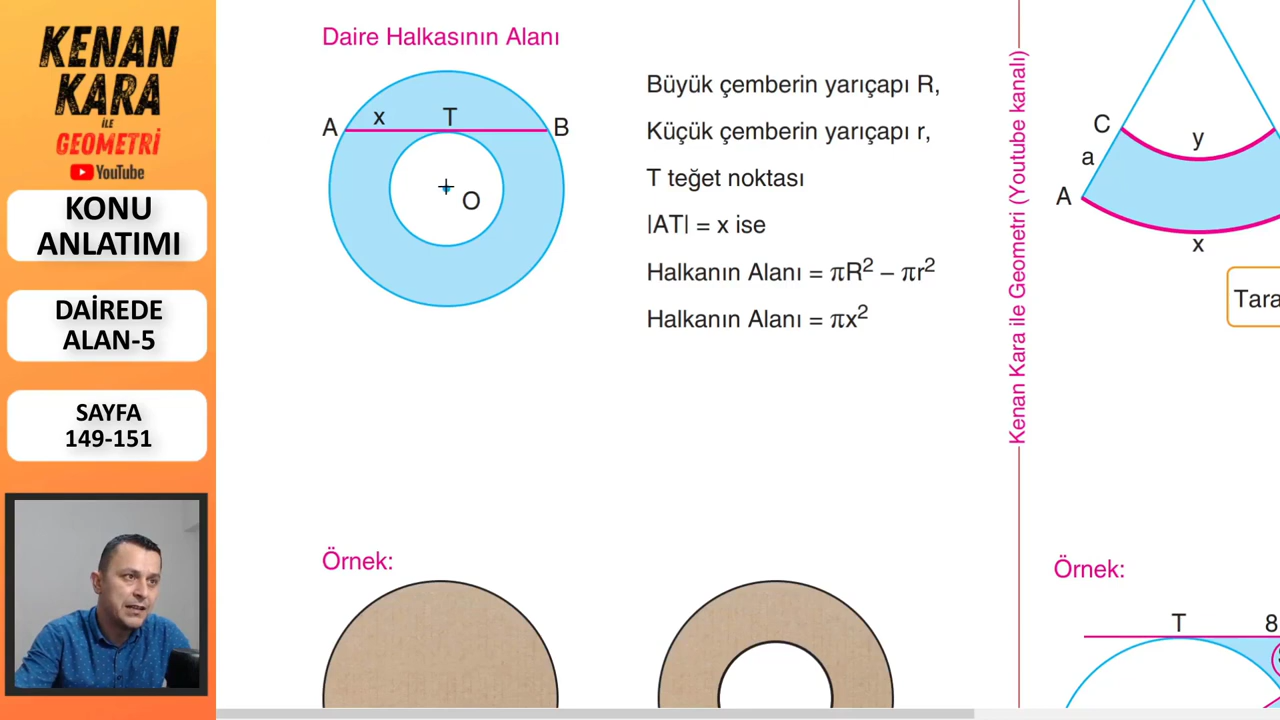 KENAN
KARA
İLE
GEOMETRİ
YouTube
KONU
ANLATIMI
DAİREDE
ALAN-5
SAYFA
149-151
Daire Halkasının Alanı
A
x
T
B
O
Büyük çemberin yarıçapı R,
Küçük çemberin yarıçapı r,
T teğet noktası
|AT| = x ise
Halkanın Alanı = πR² – πr²
Halkanın Alanı = πx²
Örnek:
Kenan Kara ile Geometri (Youtube kanalı)
C
y
a
A
x
Tara
Örnek:
T
8